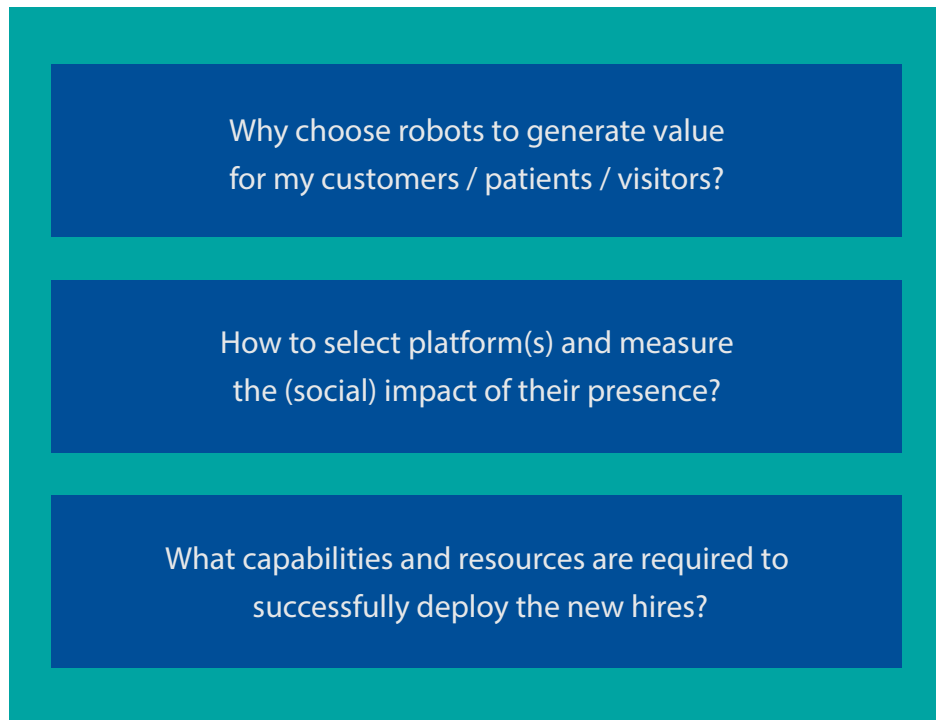 Why choose robots to generate value
for my customers / patients / visitors?
How to select platform(s) and measure
the (social) impact of their presence?
What capabilities and resources are required to
successfully deploy the new hires?